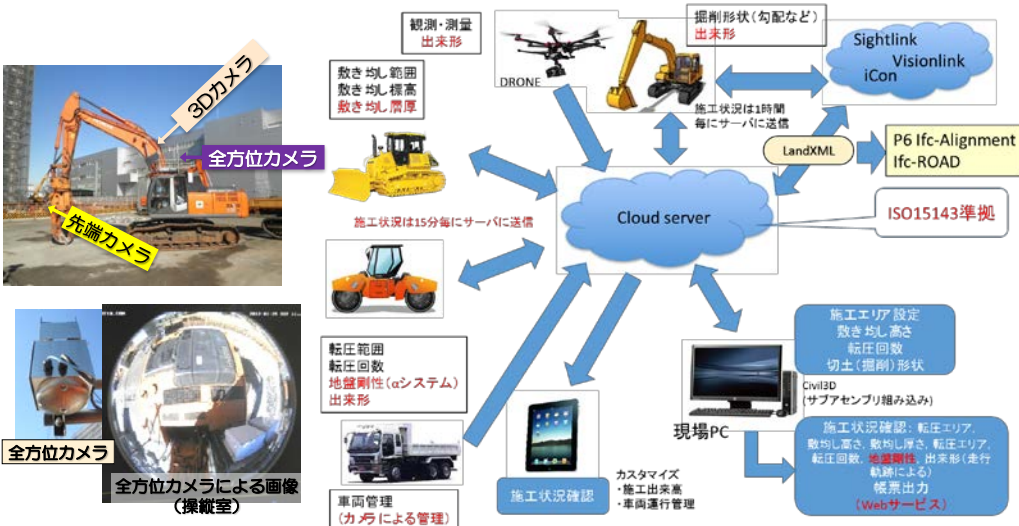 3Dカメラ
全方位カメラ
先端カメラ
全方位カメラ
全方位カメラによる画像
(操縦室)
観測・測量
出来形
DRONE
掘削形状(勾配など)
出来形
Sightlink
Visionlink
iCon
敷き均し範囲
敷き均し標高
敷き均し層厚
施工状況は1時間
毎にサーバに送信
LandXML
P6 Ifc-Alignment
Ifc-ROAD
Cloud server
ISO15143準拠
施工状況は15分毎にサーバに送信
転圧範囲
転圧回数
地盤剛性(αシステム)
出来形
車両管理
(カメラによる管理)
施工状況確認
カスタマイズ
・施工出来高
・車両運行管理
現場PC
Civil3D
(サブアセンブリ組み込み)
施工エリア設定
敷き均し高さ
転圧回数
切土(掘削)形状
施工状況確認: 転圧エリア,
敷均し高さ, 敷均し厚さ, 転圧エリア,
転圧回数, 地盤剛性, 出来形(走行
軌跡による)
帳票出力
(Webサービス)